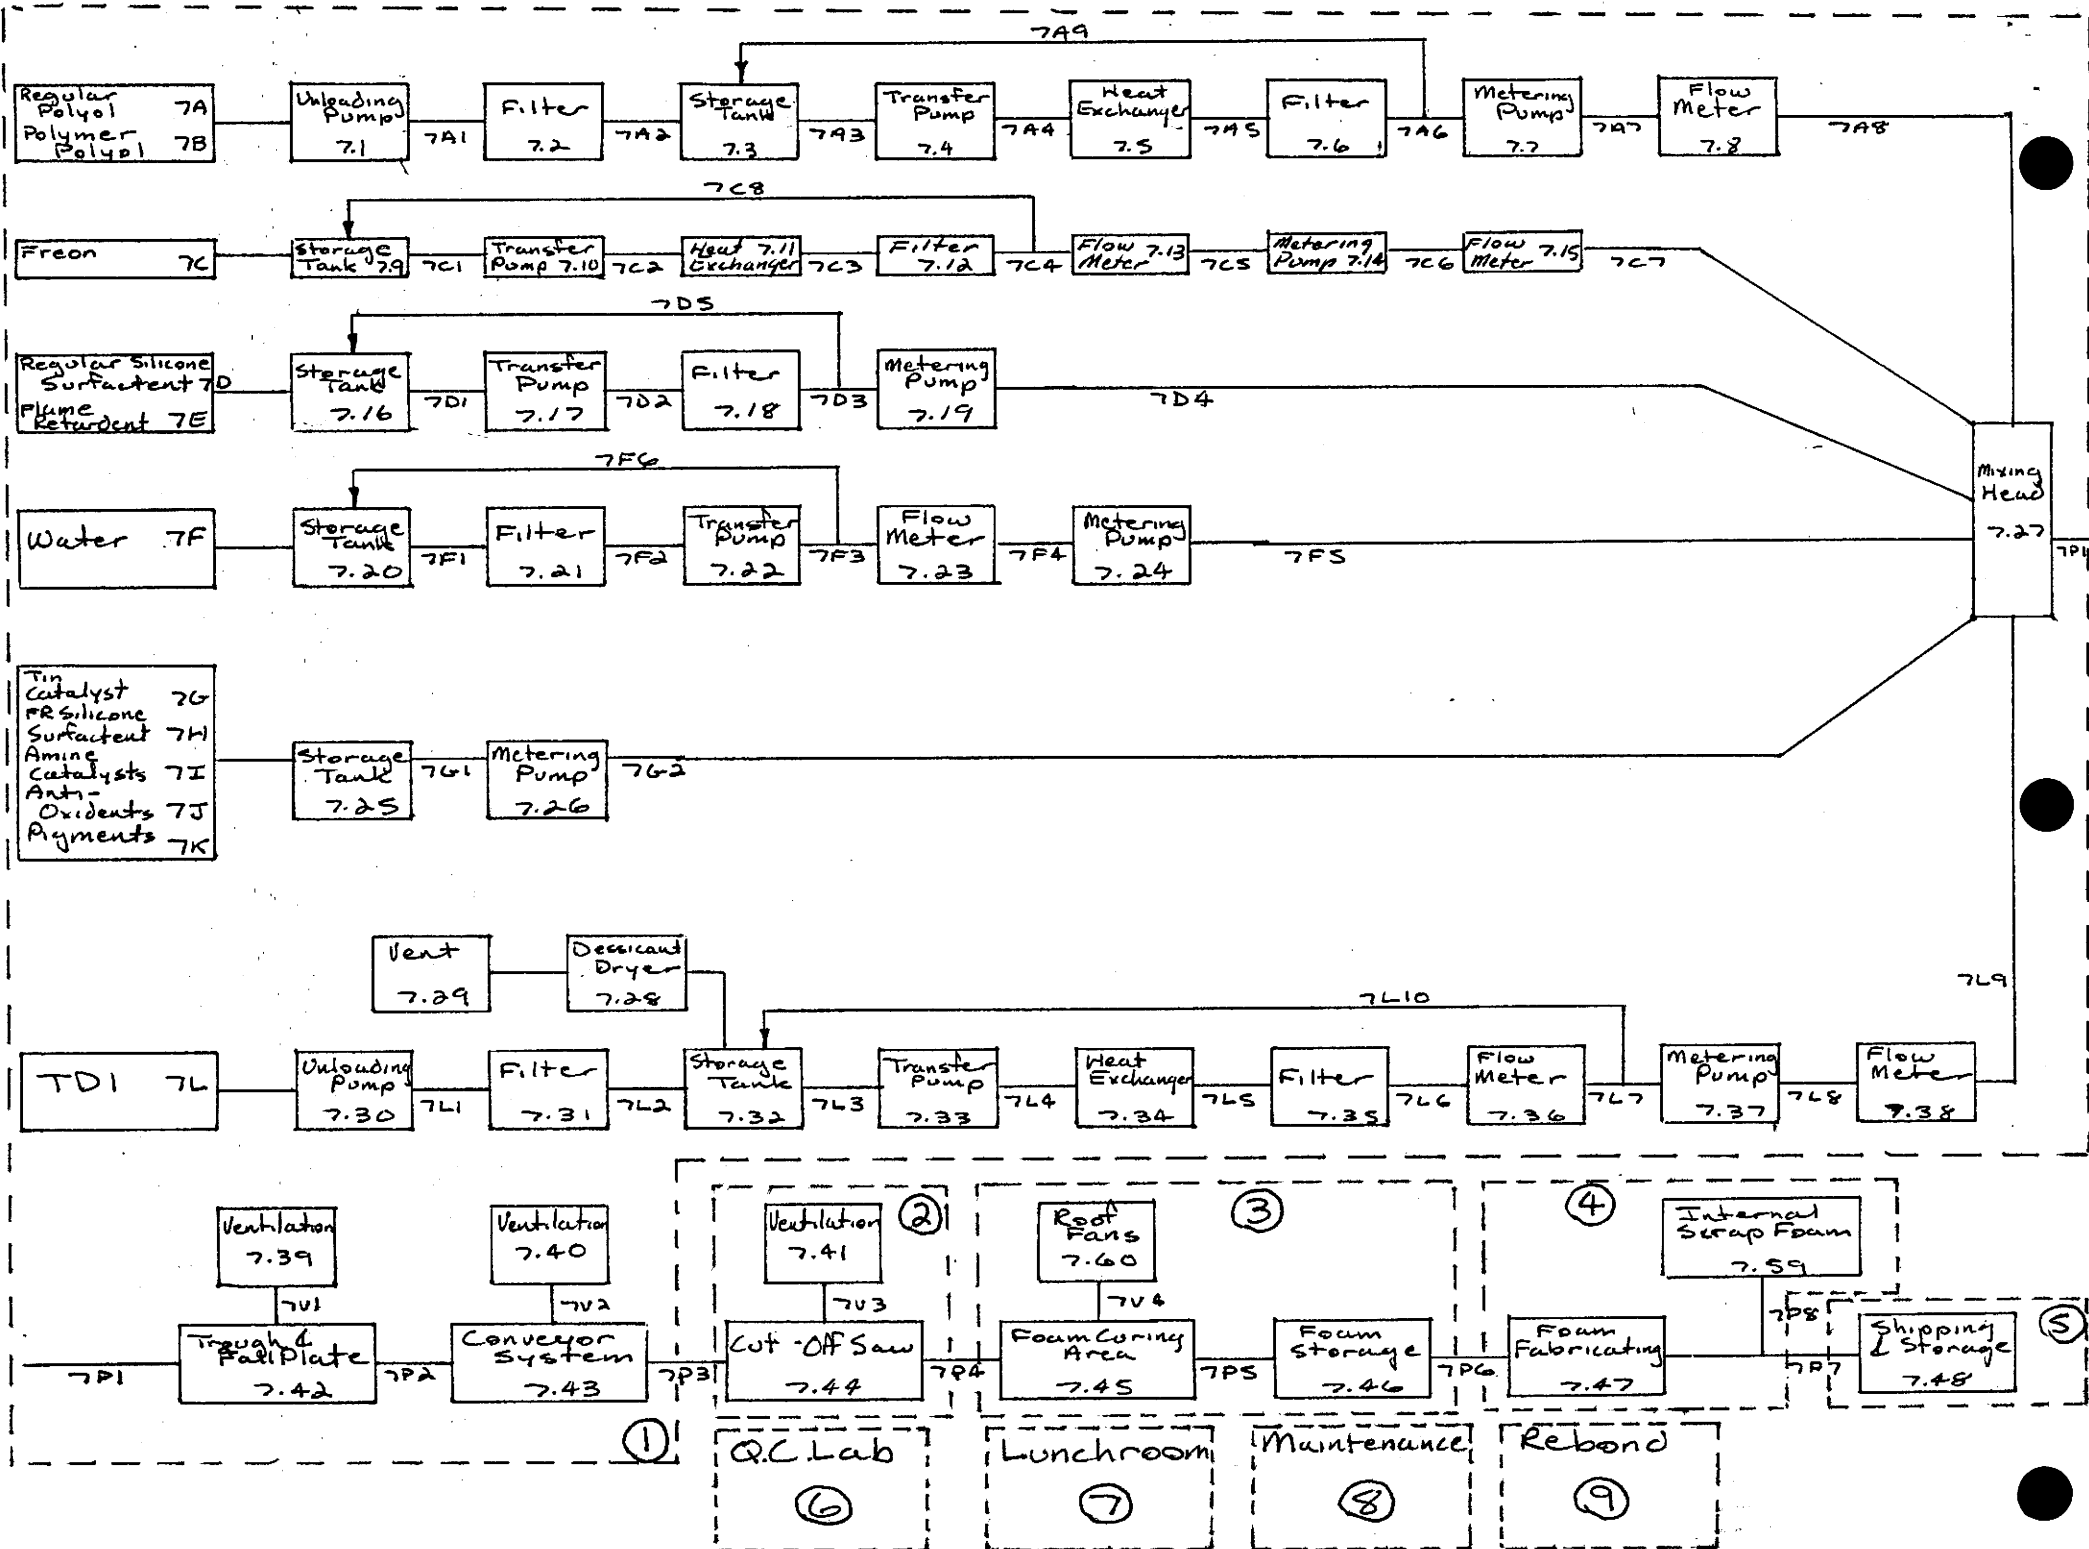 7A9
Regular
Polyol 7A
Polymer
Polyol 7B
Unloading
Pump
7.1
7A1
Filter
7.2
7A2
Storage
Tank
7.3
7A3
Transfer
Pump
7.4
7A4
Heat
Exchanger
7.5
7A5
Filter
7.6
7A6
Metering
Pump
7.7
7A7
Flow
Meter
7.8
7A8
7C8
Freon 7C
Storage
Tank 7.9
7C1
Transfer
Pump 7.10
7C2
Heat 7.11
Exchanger
7C3
Filter
7.12
7C4
Flow 7.13
Meter
7C5
Metering
Pump 7.14
7C6
Flow 7.15
Meter
7C7
7D5
Regular Silicone
Surfactent 7D
Flame
Retardent 7E
Storage
Tank
7.16
7D1
Transfer
Pump
7.17
7D2
Filter
7.18
7D3
Metering
Pump
7.19
7D4
7F6
Water 7F
Storage
Tank
7.20
7F1
Filter
7.21
7F2
Transfer
Pump
7.22
7F3
Flow
Meter
7.23
7F4
Metering
Pump
7.24
7F5
Mixing
Head
7.27
7P1
Tin
Catalyst 7G
FR Silicone
Surfactent 7H
Amine
Catalysts 7I
Anti-
Oxidents 7J
Pigments 7K
Storage
Tank
7.25
7G1
Metering
Pump
7.26
7G2
Vent
7.29
Dessicant
Dryer
7.28
7L10
7L9
TDI 7L
Unloading
Pump
7.30
7L1
Filter
7.31
7L2
Storage
Tank
7.32
7L3
Transfer
Pump
7.33
7L4
Heat
Exchanger
7.34
7L5
Filter
7.35
7L6
Flow
Meter
7.36
7L7
Metering
Pump
7.37
7L8
Flow
Meter
7.38
Ventilation
7.39
7V1
Ventilation
7.40
7V2
Ventilation
7.41
7V3
2
Roof
Fans
7.60
7V4
3
4
Internal
Scrap Foam
7.59
7P8
7P1
Trough &
Fall Plate
7.42
7P2
Conveyor
System
7.43
7P3
Cut-Off Saw
7.44
7P4
Foam Curing
Area
7.45
7P5
Foam
Storage
7.46
7P6
Foam
Fabricating
7.47
7P7
Shipping
& Storage
7.48
5
1
Q.C. Lab
6
Lunchroom
7
Maintenance
8
Rebond
9